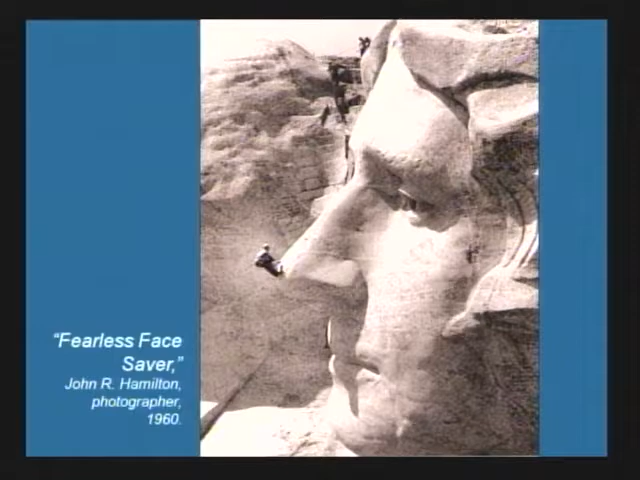 “Fearless Face
Saver,”
John R. Hamilton,
photographer,
1960.